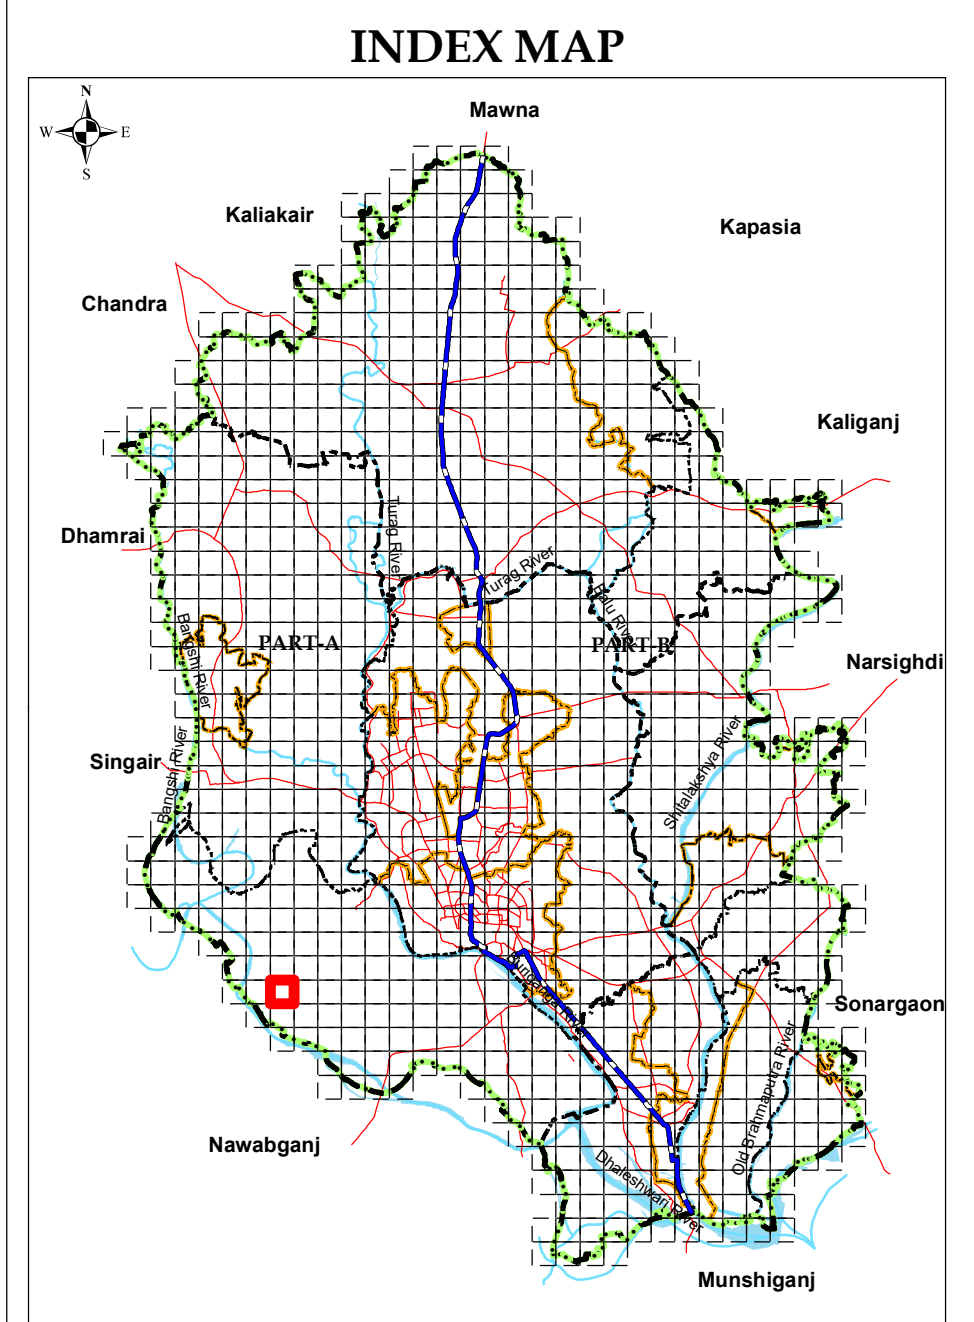 INDEX MAP
N
W E
S
Mawna
Kaliakair
Kapasia
Chandra
Kaliganj
Turag River
Dhamrai
Turag River
Balu River
Bangshi River
PART-A
PART-B
Narsighdi
Shitalakshya River
Singair
Bangshi River
Buriganga River
Sonargaon
Old Brahmaputra River
Nawabganj
Dhaleshwari River
Munshiganj